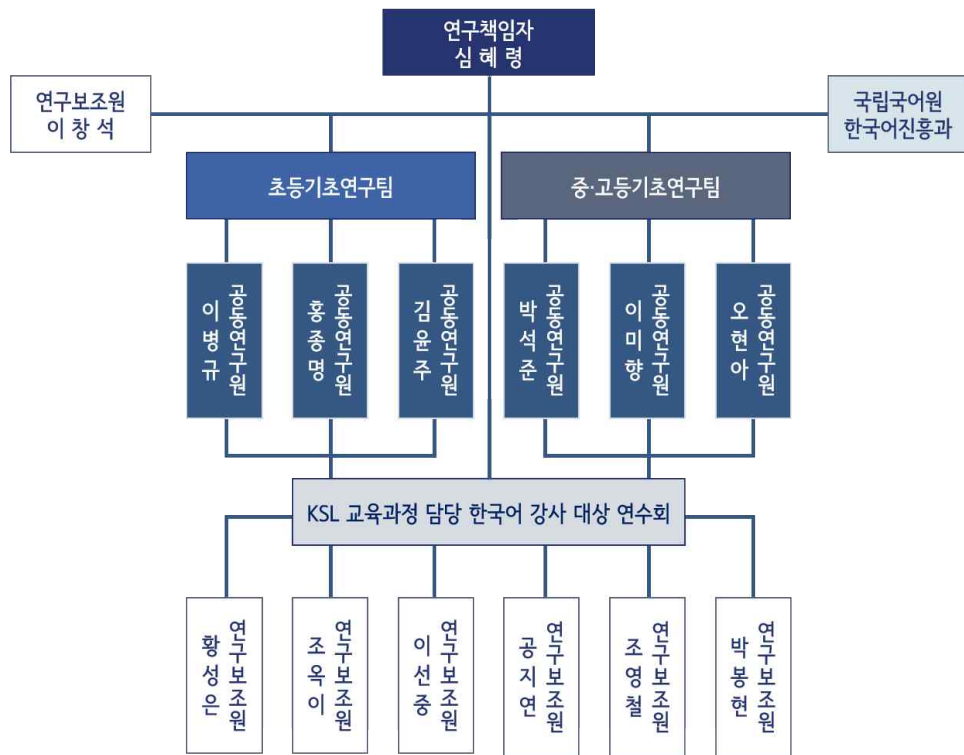 연구책임자
심 혜 령
연구보조원
이 창 석
국립국어원
한국어진흥과
초등기초연구팀
중·고등기초연구팀
공동연구원
이병규
공동연구원
홍종명
공동연구원
김윤주
공동연구원
박석준
공동연구원
이미향
공동연구원
오현아
KSL 교육과정 담당 한국어 강사 대상 연수회
연구보조원
황성은
연구보조원
조옥이
연구보조원
이선중
연구보조원
공지연
연구보조원
조영철
연구보조원
박봉현